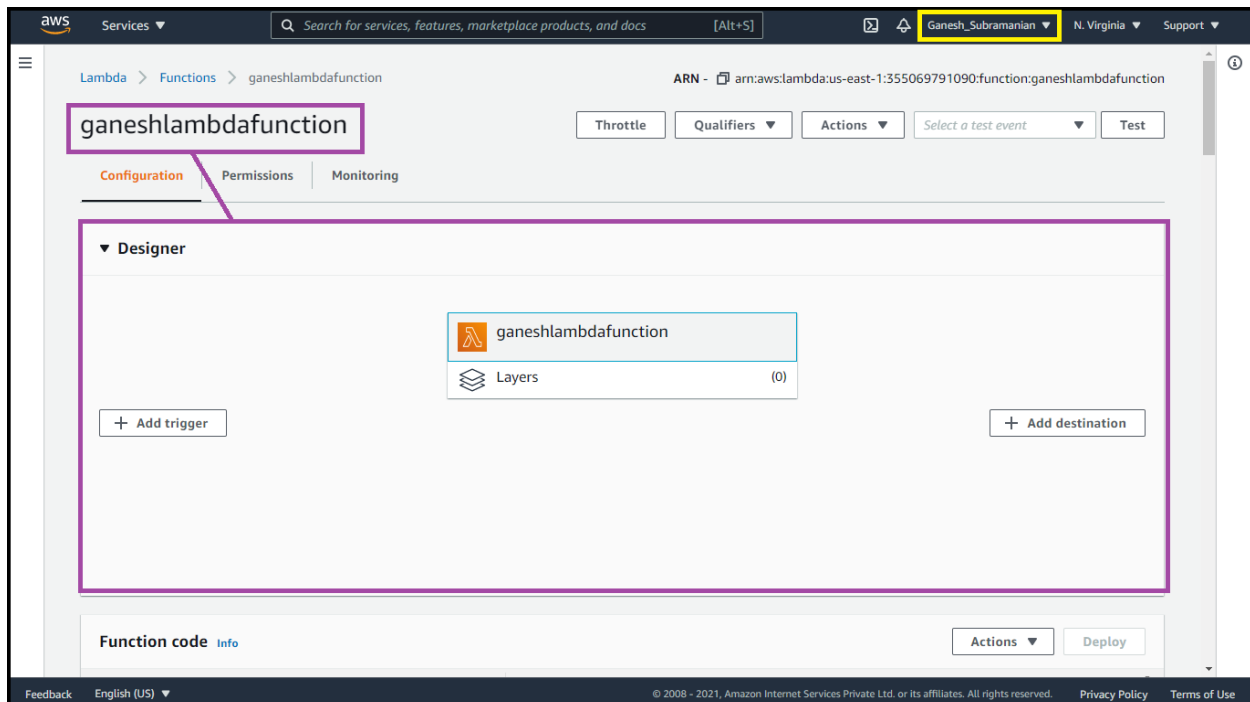 aws Services ▼ Search for services, features, marketplace products, and docs [Alt+S] Ganesh_Subramanian ▼ N. Virginia ▼ Support ▼
Lambda > Functions > ganeshlambdafunction ARN - arn:aws:lambda:us-east-1:355069791090:function:ganeshlambdafunction
ganeshlambdafunction Throttle Qualifiers ▼ Actions ▼ Select a test event ▼ Test
Configuration Permissions Monitoring
▼ Designer
ganeshlambdafunction
Layers (0)
+ Add trigger + Add destination
Function code Info Actions ▼ Deploy
Feedback English (US) ▼ © 2008 - 2021, Amazon Internet Services Private Ltd. or its affiliates. All rights reserved. Privacy Policy Terms of Use